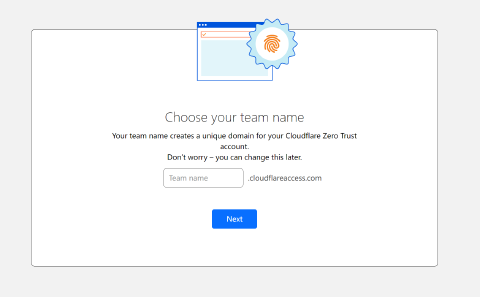 Choose your team name
Your team name creates a unique domain for your Cloudflare Zero Trust
account.
Don't worry – you can change this later.
Team name .cloudflareaccess.com
Next